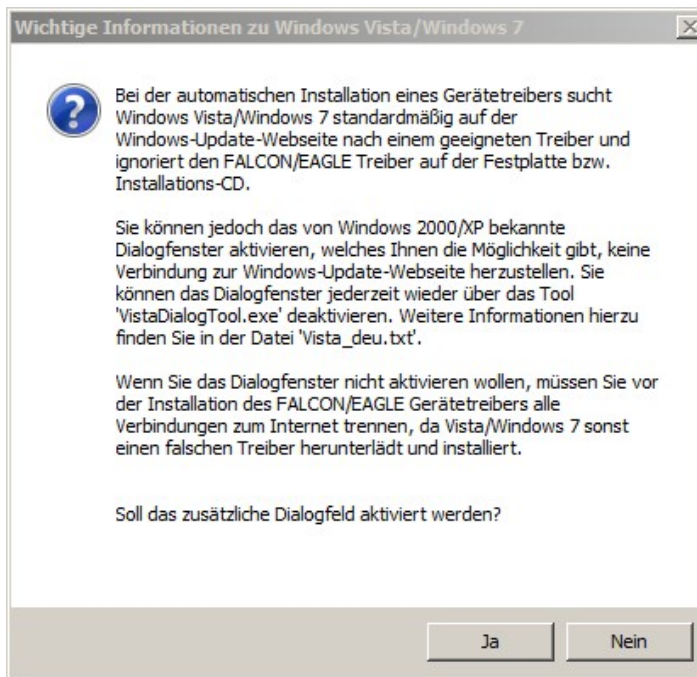 Wichtige Informationen zu Windows Vista/Windows 7
Bei der automatischen Installation eines Gerätetreibers sucht
Windows Vista/Windows 7 standardmäßig auf der
Windows-Update-Webseite nach einem geeigneten Treiber und
ignoriert den FALCON/EAGLE Treiber auf der Festplatte bzw.
Installations-CD.
Sie können jedoch das von Windows 2000/XP bekannte
Dialogfenster aktivieren, welches Ihnen die Möglichkeit gibt, keine
Verbindung zur Windows-Update-Webseite herzustellen. Sie
können das Dialogfenster jederzeit wieder über das Tool
'VistaDialogTool.exe' deaktivieren. Weitere Informationen hierzu
finden Sie in der Datei 'Vista_deu.txt'.
Wenn Sie das Dialogfenster nicht aktivieren wollen, müssen Sie vor
der Installation des FALCON/EAGLE Gerätetreibers alle
Verbindungen zum Internet trennen, da Vista/Windows 7 sonst
einen falschen Treiber herunterlädt und installiert.
Soll das zusätzliche Dialogfeld aktiviert werden?
Ja Nein